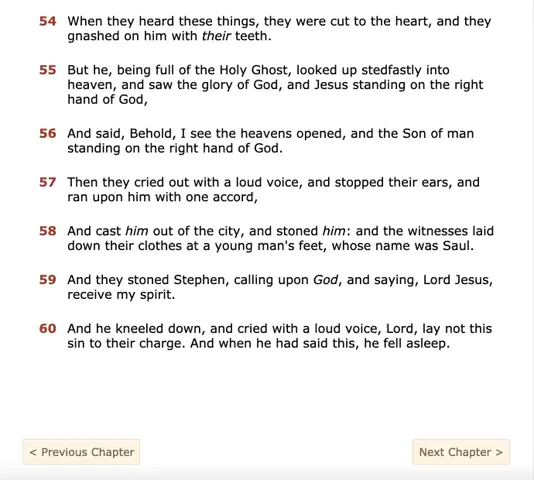 54 When they heard these things, they were cut to the heart, and they
gnashed on him with their teeth.
55 But he, being full of the Holy Ghost, looked up stedfastly into
heaven, and saw the glory of God, and Jesus standing on the right
hand of God,
56 And said, Behold, I see the heavens opened, and the Son of man
standing on the right hand of God.
57 Then they cried out with a loud voice, and stopped their ears, and
ran upon him with one accord,
58 And cast him out of the city, and stoned him: and the witnesses laid
down their clothes at a young man's feet, whose name was Saul.
59 And they stoned Stephen, calling upon God, and saying, Lord Jesus,
receive my spirit.
60 And he kneeled down, and cried with a loud voice, Lord, lay not this
sin to their charge. And when he had said this, he fell asleep.
< Previous Chapter
Next Chapter >